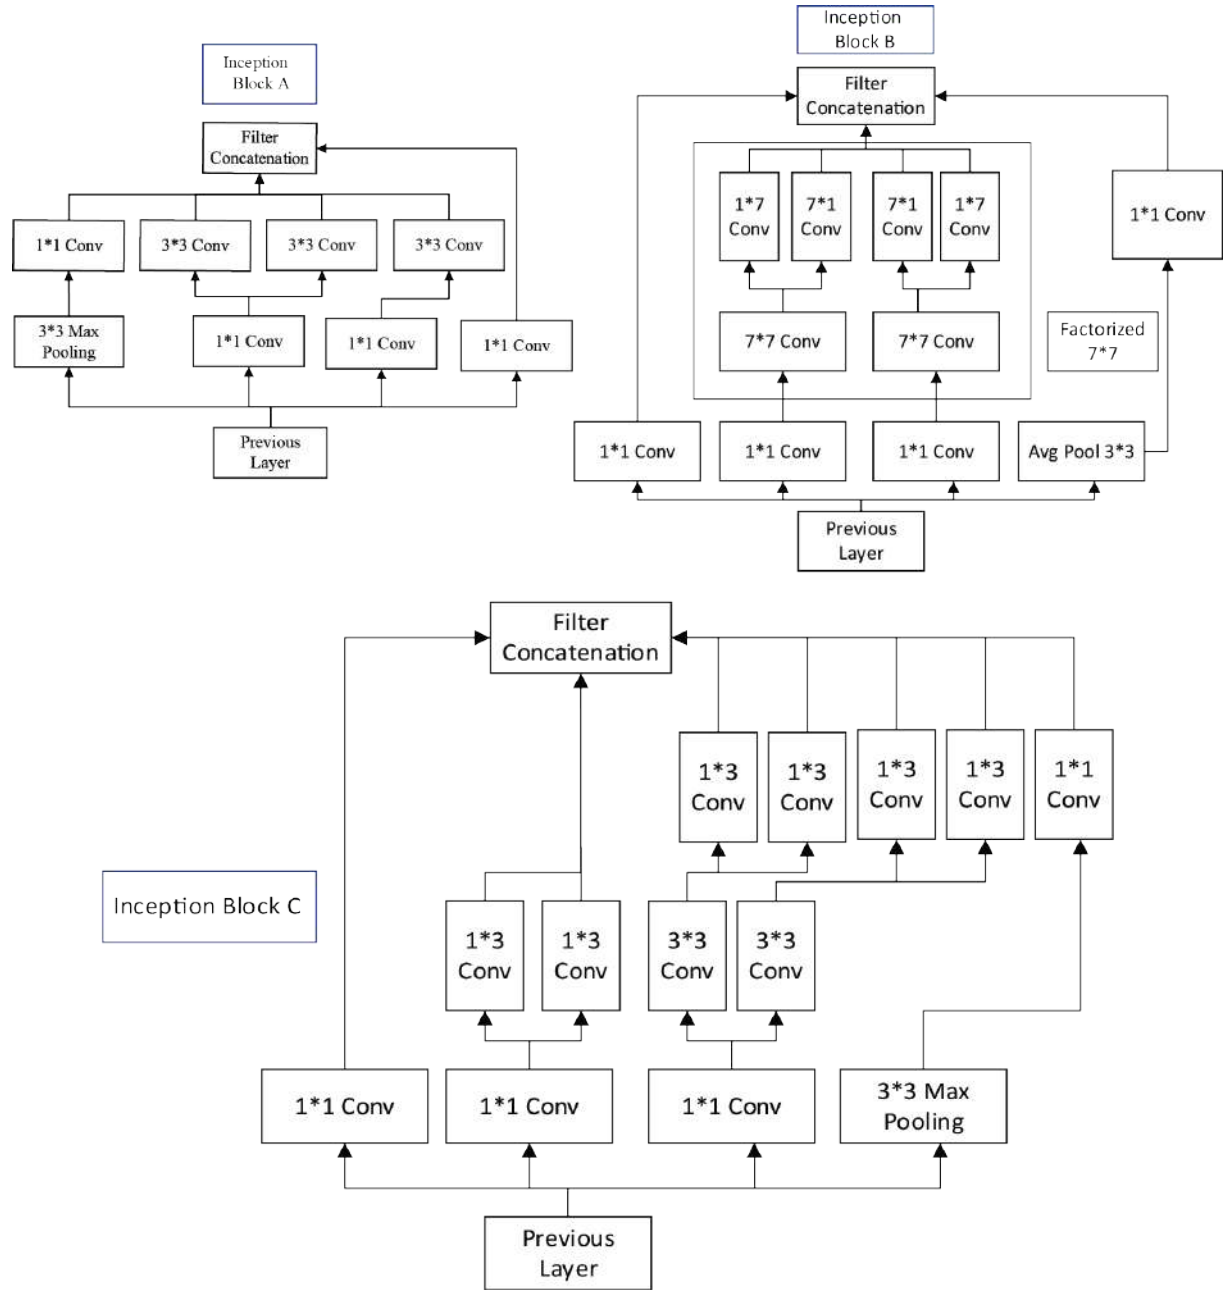 Inception
Block A
Filter
Concatenation
1*1 Conv
3*3 Conv
3*3 Conv
3*3 Conv
3*3 Max
Pooling
1*1 Conv
1*1 Conv
1*1 Conv
Previous
Layer
Inception
Block B
Filter
Concatenation
1*7
Conv
7*1
Conv
7*1
Conv
1*7
Conv
1*1 Conv
7*7 Conv
7*7 Conv
Factorized
7*7
1*1 Conv
1*1 Conv
1*1 Conv
Avg Pool 3*3
Previous
Layer
Filter
Concatenation
1*3
Conv
1*3
Conv
1*3
Conv
1*3
Conv
1*1
Conv
Inception Block C
1*3
Conv
1*3
Conv
3*3
Conv
3*3
Conv
1*1 Conv
1*1 Conv
1*1 Conv
3*3 Max
Pooling
Previous
Layer